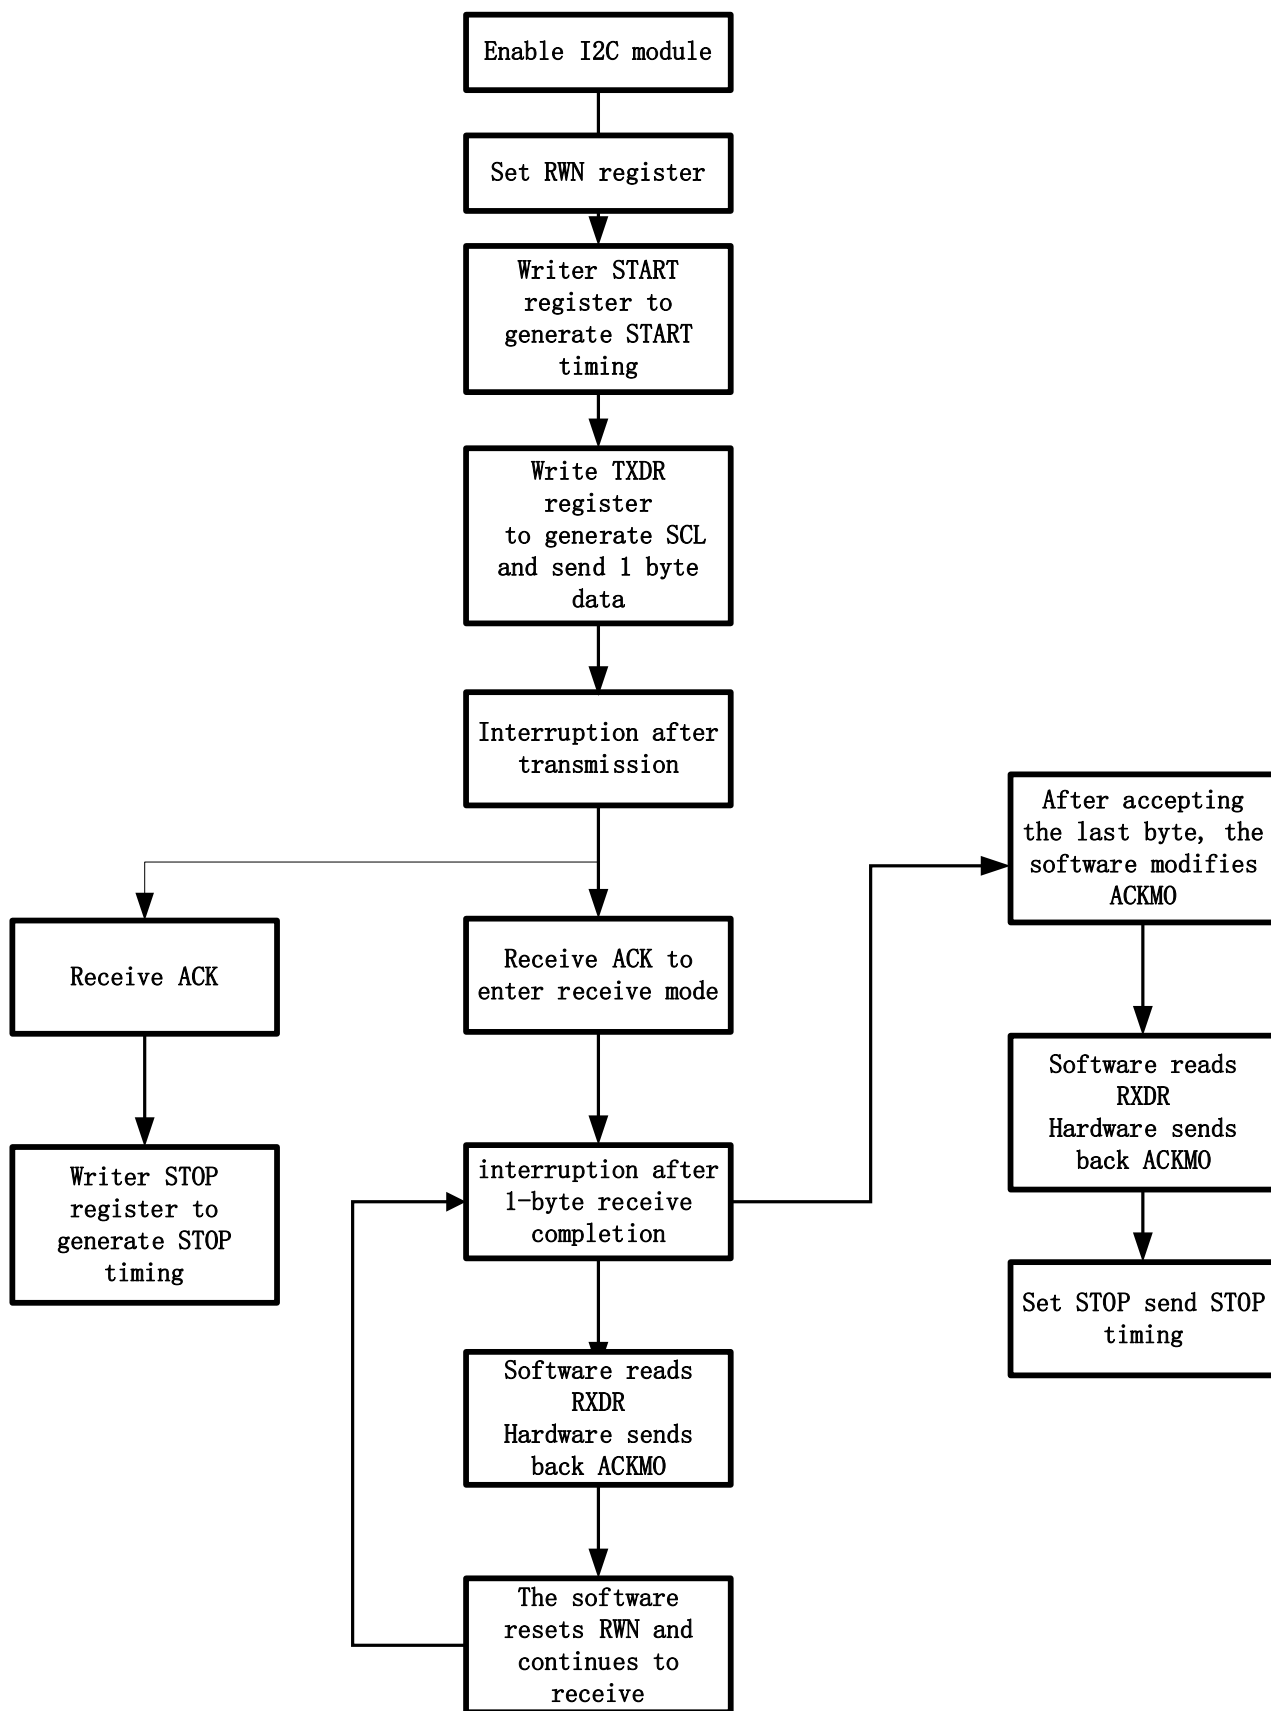 Enable I2C module
Set RWN register
Writer START
register to
generate START
timing
Write TXDR
register
to generate SCL
and send 1 byte
data
Interruption after
transmission
Receive ACK
Writer STOP
register to
generate STOP
timing
Receive ACK to
enter receive mode
interruption after
1-byte receive
completion
Software reads
RXDR
Hardware sends
back ACKMO
The software
resets RWN and
continues to
receive
After accepting
the last byte, the
software modifies
ACKMO
Software reads
RXDR
Hardware sends
back ACKMO
Set STOP send STOP
timing